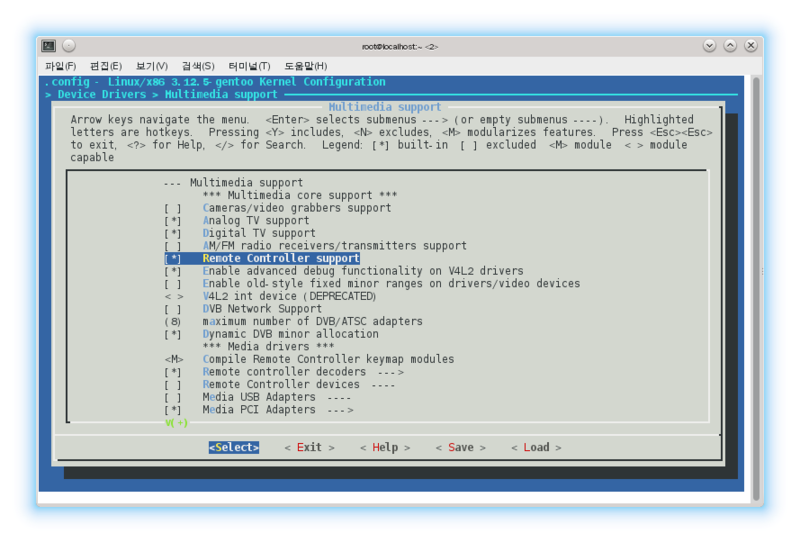 root@localhost:~ <2>
파일(F) 편집(E) 보기(V) 검색(S) 터미널(T) 도움말(H)
.config - Linux/x86 3.12.5-gentoo Kernel Configuration
> Device Drivers > Multimedia support
Multimedia support
Arrow keys navigate the menu. <Enter> selects submenus ---> (or empty submenus ----). Highlighted
letters are hotkeys. Pressing <Y> includes, <N> excludes, <M> modularizes features. Press <Esc><Esc>
to exit, <?> for Help, </> for Search. Legend: [*] built-in [ ] excluded <M> module < > module
capable
--- Multimedia support
*** Multimedia core support ***
[ ] Cameras/video grabbers support
[*] Analog TV support
[*] Digital TV support
[ ] AM/FM radio receivers/transmitters support
[*] Remote Controller support
[*] Enable advanced debug functionality on V4L2 drivers
[ ] Enable old-style fixed minor ranges on drivers/video devices
< > V4L2 int device (DEPRECATED)
[ ] DVB Network Support
(8) maximum number of DVB/ATSC adapters
[*] Dynamic DVB minor allocation
*** Media drivers ***
<M> Compile Remote Controller keymap modules
[*] Remote controller decoders --->
[ ] Remote Controller devices ----
[ ] Media USB Adapters ----
[*] Media PCI Adapters --->
v(+)
<Select> < Exit > < Help > < Save > < Load >